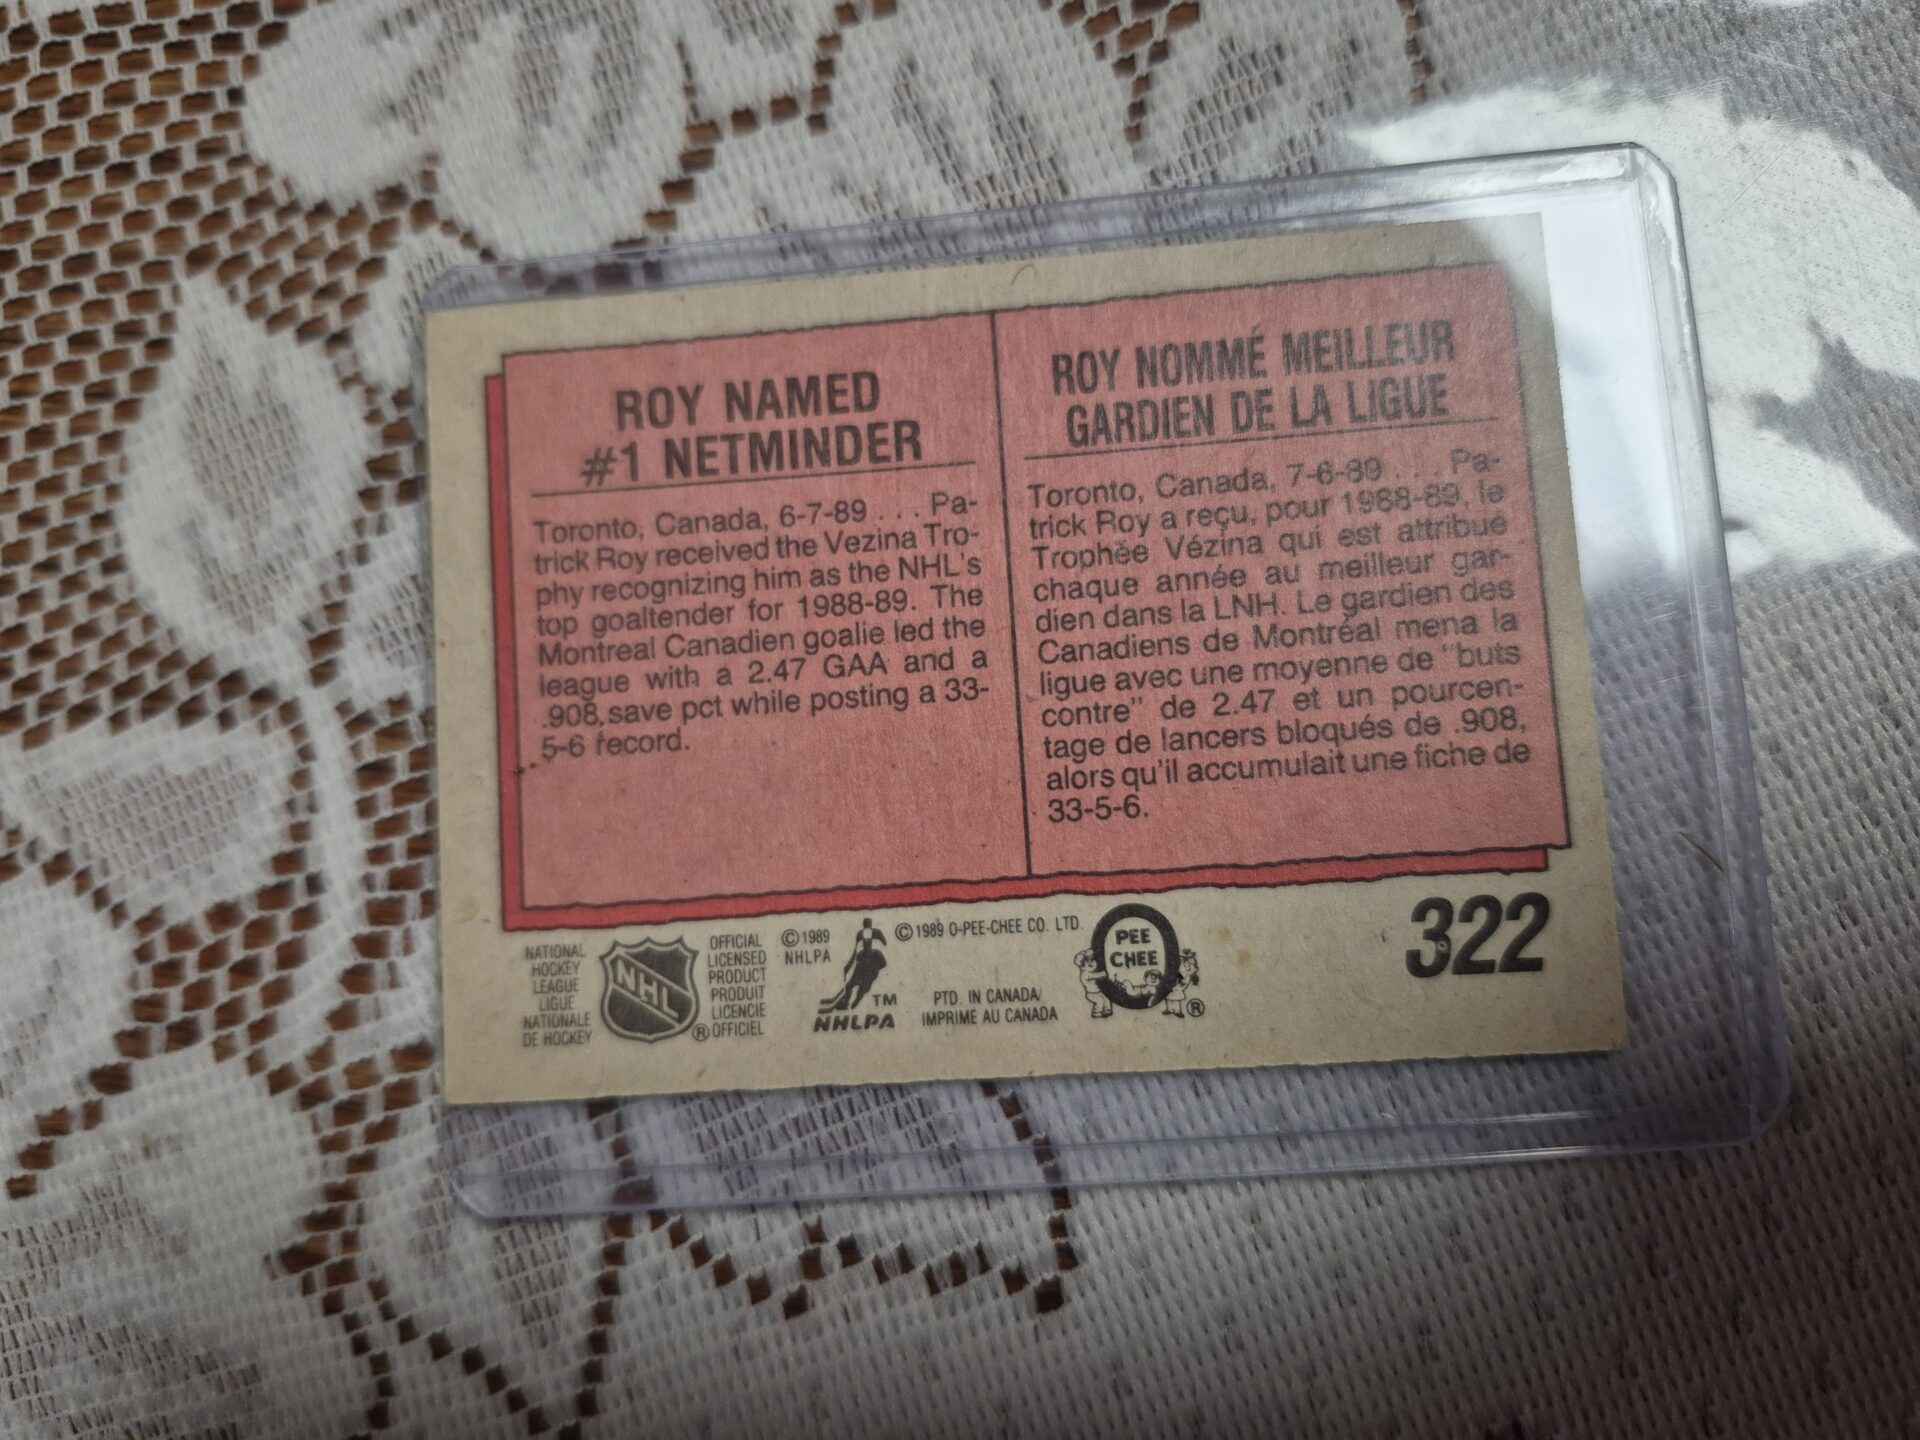 ROY NAMED
#1 NETMINDER
Toronto, Canada, 6-7-89 . . . Pa-
trick Roy received the Vezina Tro-
phy recognizing him as the NHL's
top goaltender for 1988-89. The
Montreal Canadien goalie led the
league with a 2.47 GAA and a
.908 save pct while posting a 33-
5-6 record.
ROY NOMMÉ MEILLEUR
GARDIEN DE LA LIGUE
Toronto, Canada, 7-6-89 . . . Pa-
trick Roy a reçu, pour 1988-89, le
Trophée Vézina qui est attribué
chaque année au meilleur gar-
dien dans la LNH. Le gardien des
Canadiens de Montréal mena la
ligue avec une moyenne de "buts
contre" de 2.47 et un pourcen-
tage de lancers bloqués de .908,
alors qu'il accumulait une fiche de
33-5-6.
NATIONAL
HOCKEY
LEAGUE
LIGUE
NATIONALE
DE HOCKEY
NHL
®
OFFICIAL
LICENSED
PRODUCT
PRODUIT
LICENCIE
OFFICIEL
© 1989
NHLPA
TM
NHLPA
© 1989 O-PEE-CHEE CO. LTD.
PTD. IN CANADA/
IMPRIME AU CANADA
O
PEE
CHEE
®
322